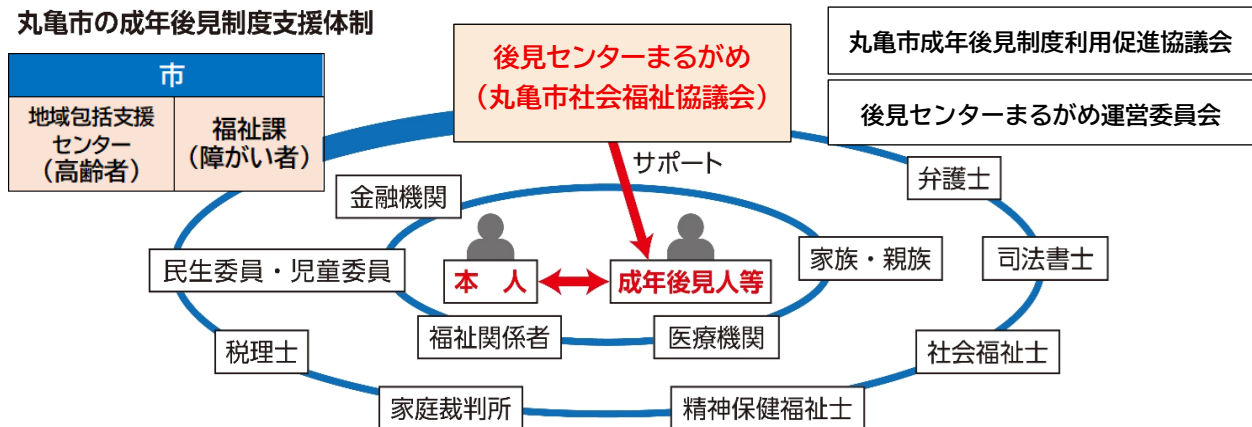 丸亀市の成年後見制度支援体制
市
地域包括支援
センター
（高齢者）
福祉課
（障がい者）
後見センターまるがめ
（丸亀市社会福祉協議会）
丸亀市成年後見制度利用促進協議会
後見センターまるがめ運営委員会
サポート
弁護士
金融機関
民生委員・児童委員
本　人
成年後見人等
家族・親族
司法書士
福祉関係者
医療機関
税理士
社会福祉士
家庭裁判所
精神保健福祉士